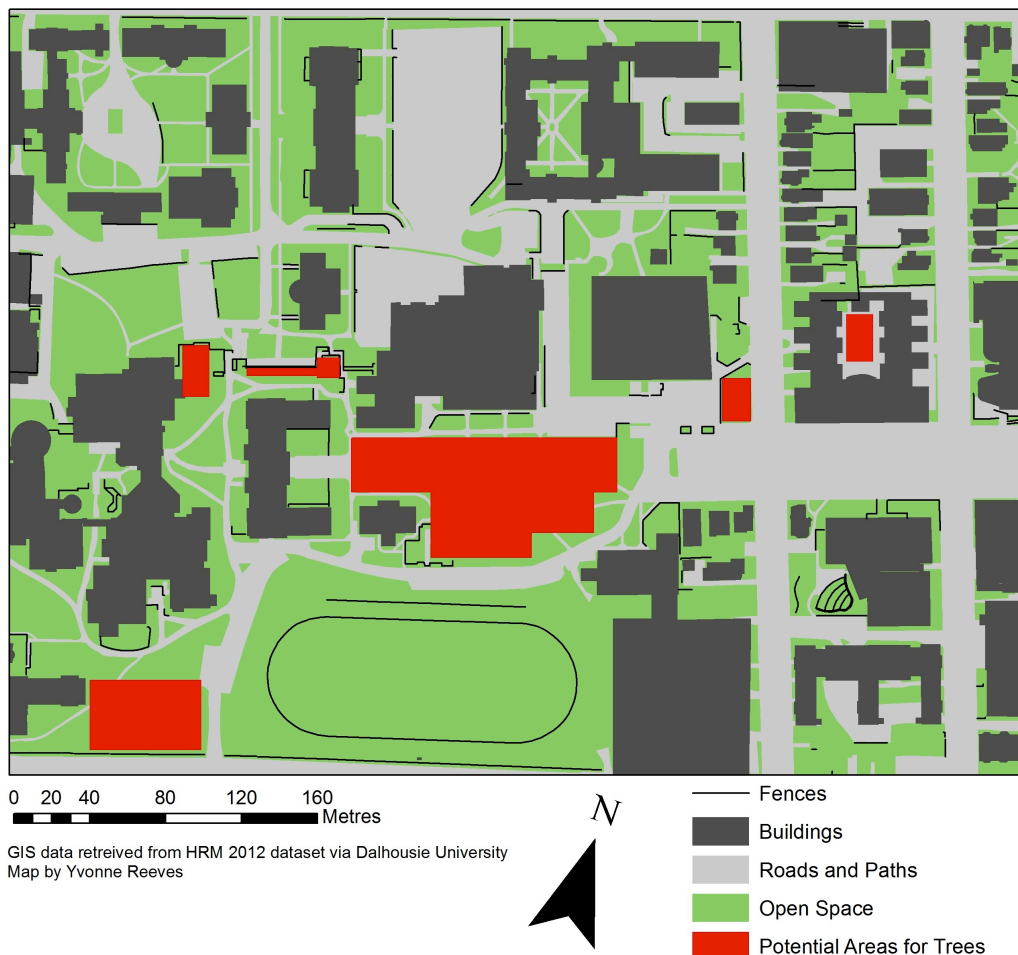 0 20 40 80 120 160
Metres
GIS data retreived from HRM 2012 dataset via Dalhousie University
Map by Yvonne Reeves
N
Fences
Buildings
Roads and Paths
Open Space
Potential Areas for Trees